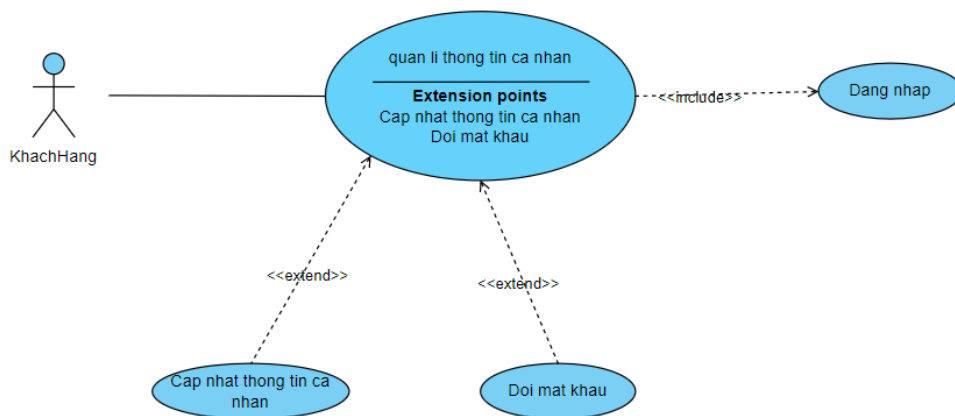 quan li thong tin ca nhan
Extension points
Cap nhat thong tin ca nhan
Doi mat khau
KhachHang
<<include>>
Dang nhap
<<extend>>
<<extend>>
Cap nhat thong tin ca
nhan
Doi mat khau